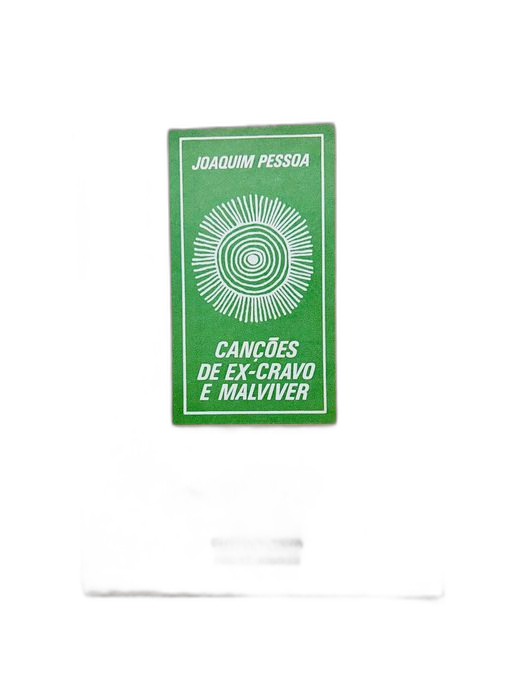 JOAQUIM PESSOA
CANÇÕES
DE EX-CRAVO
E MALVIVER